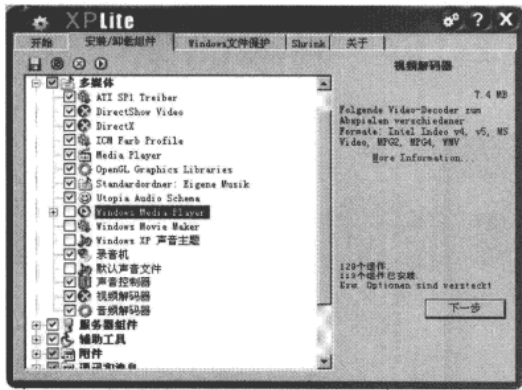 XPLite
开始 安装/卸载组件 Windows文件保护 Shrink 关于
多媒体
ATI SP1 Treiber
DirectShow Video
DirectX
ICM Farb Profile
Media Player
OpenGL Graphics Libraries
Standardordner: Eigene Musik
Utopia Audio Schema
Windows Media Player
Windows Movie Maker
Windows XP 声音主题
录音机
默认声音文件
声音控制器
视频解码器
音频解码器
服务器组件
辅助工具
附件
通讯和消息
视频解码器
7.4 MB
Folgende Video-Decoder zum
Abspielen verschiedener
Formate: Intel Indeo v4, v5, MS
Video, MPG2, MPG4, WMV
More Information...
129个组件.
119个组件已安装.
Erw. Optionen sind versteckt
下一步